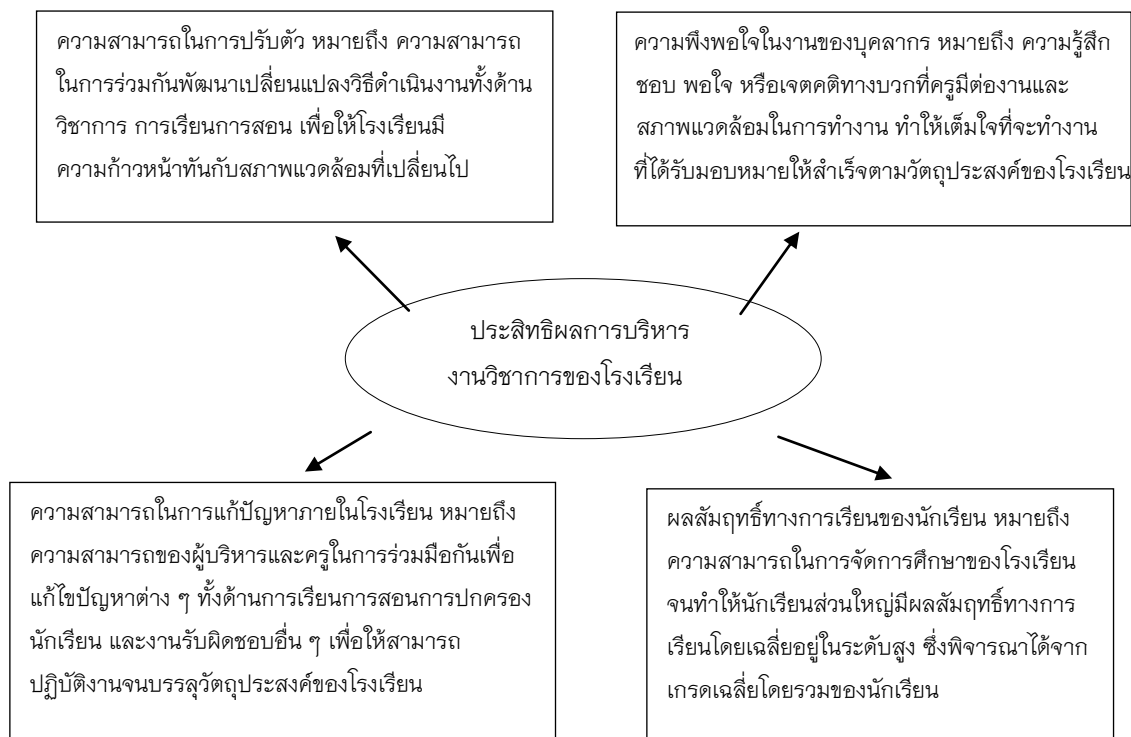 ความสามารถในการปรับตัว หมายถึง ความสามารถ
ในการร่วมกันพัฒนาเปลี่ยนแปลงวิธีดำเนินงานทั้งด้าน
วิชาการ การเรียนการสอน เพื่อให้โรงเรียนมี
ความก้าวหน้าทันกับสภาพแวดล้อมที่เปลี่ยนไป
ความพึงพอใจในงานของบุคลากร หมายถึง ความรู้สึก
ชอบ พอใจ หรือเจตคติทางบวกที่ครูมีต่องานและ
สภาพแวดล้อมในการทำงาน ทำให้เต็มใจที่จะทำงาน
ที่ได้รับมอบหมายให้สำเร็จตามวัตถุประสงค์ของโรงเรียน
ประสิทธิผลการบริหาร
งานวิชาการของโรงเรียน
ความสามารถในการแก้ปัญหาภายในโรงเรียน หมายถึง
ความสามารถของผู้บริหารและครูในการร่วมมือกันเพื่อ
แก้ไขปัญหาต่าง ๆ ทั้งด้านการเรียนการสอนการปกครอง
นักเรียน และงานรับผิดชอบอื่น ๆ เพื่อให้สามารถ
ปฏิบัติงานจนบรรลุวัตถุประสงค์ของโรงเรียน
ผลสัมฤทธิ์ทางการเรียนของนักเรียน หมายถึง
ความสามารถในการจัดการศึกษาของโรงเรียน
จนทำให้นักเรียนส่วนใหญ่มีผลสัมฤทธิ์ทางการ
เรียนโดยเฉลี่ยอยู่ในระดับสูง ซึ่งพิจารณาได้จาก
เกรดเฉลี่ยโดยรวมของนักเรียน